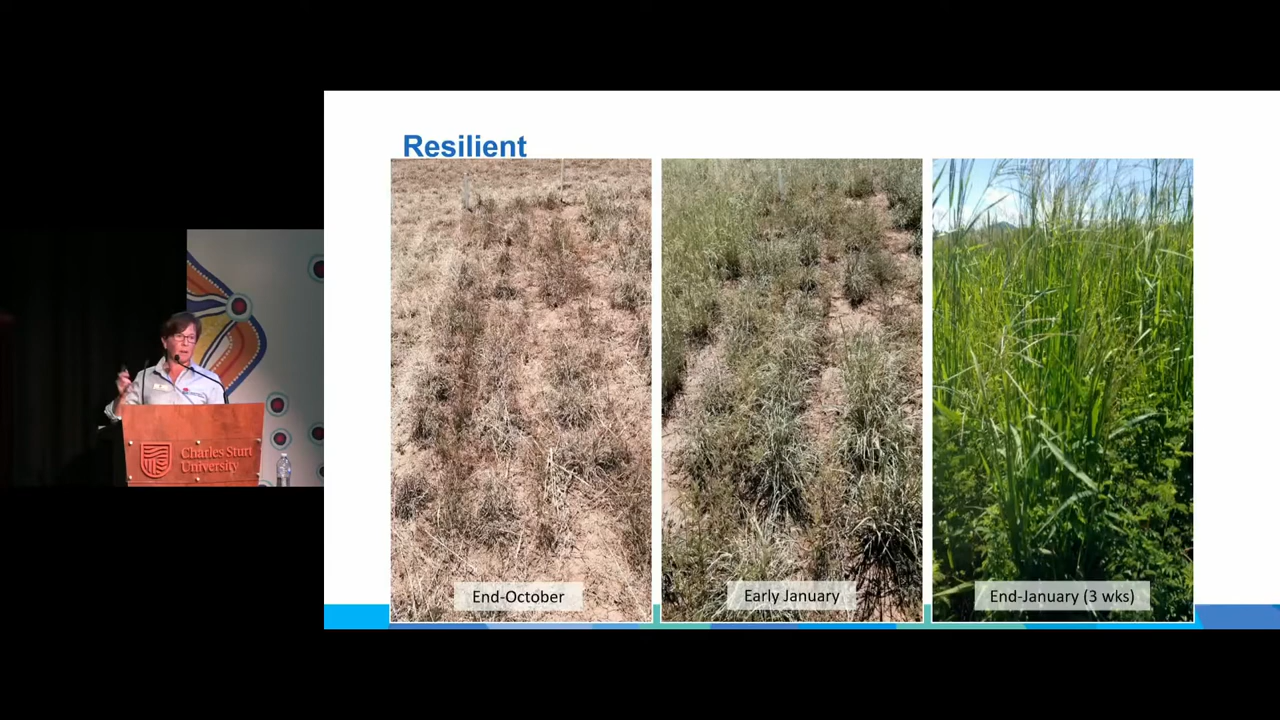 Resilient
End-October
Early January
End-January (3 wks)
Charles Sturt
University